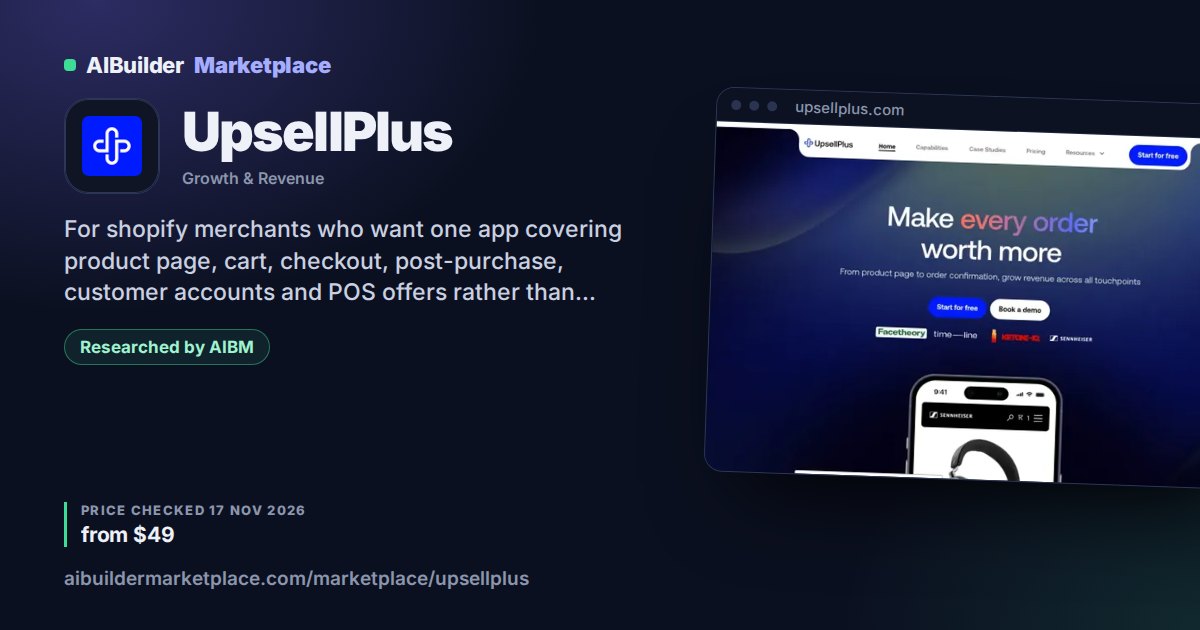 AIBuilder Marketplace
UpsellPlus
Growth & Revenue
For shopify merchants who want one app covering
product page, cart, checkout, post-purchase,
customer accounts and POS offers rather than...
Researched by AIBM
PRICE CHECKED 17 NOV 2026
from $49
aibuildermarketplace.com/marketplace/upsellplus
upsellplus.com
UpsellPlus Home Capabilities Case Studies Pricing Resources Start for free
Make every order
worth more
From product page to order confirmation, grow revenue across all touchpoints
Start for free Book a demo
Facetheory time—line KETONE-IQ SENNHEISER
9:41
SENNHEISER 1